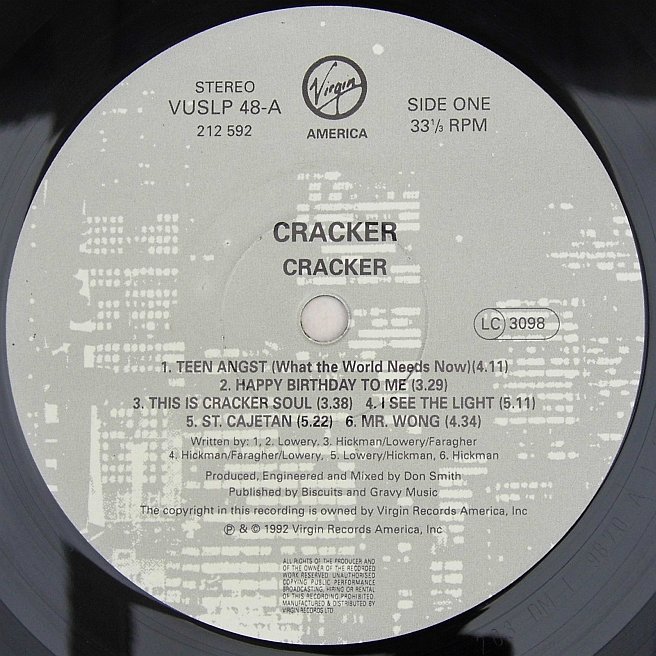 STEREO
VUSLP 48-A
212 592
Virgin
AMERICA
SIDE ONE
33⅓ RPM
CRACKER
CRACKER
LC 3098
1. TEEN ANGST (What the World Needs Now)(4.11)
2. HAPPY BIRTHDAY TO ME (3.29)
3. THIS IS CRACKER SOUL (3.38) 4. I SEE THE LIGHT (5.11)
5. ST. CAJETAN (5.22) 6. MR. WONG (4.34)
Written by: 1, 2. Lowery, 3. Hickman/Lowery/Faragher
4. Hickman/Faragher/Lowery, 5. Lowery/Hickman, 6. Hickman
Produced, Engineered and Mixed by Don Smith
Published by Biscuits and Gravy Music
The copyright in this recording is owned by Virgin Records America, Inc
℗ & © 1992 Virgin Records America, Inc
ALL RIGHTS OF THE PRODUCER AND
OF THE OWNER OF THE RECORDED
WORK RESERVED. UNAUTHORISED
COPYING PUBLIC PERFORMANCE
BROADCASTING, HIRING OR RENTAL
OF THIS RECORDING PROHIBITED.
MANUFACTURED & DISTRIBUTED BY
VIRGIN RECORDS LTD